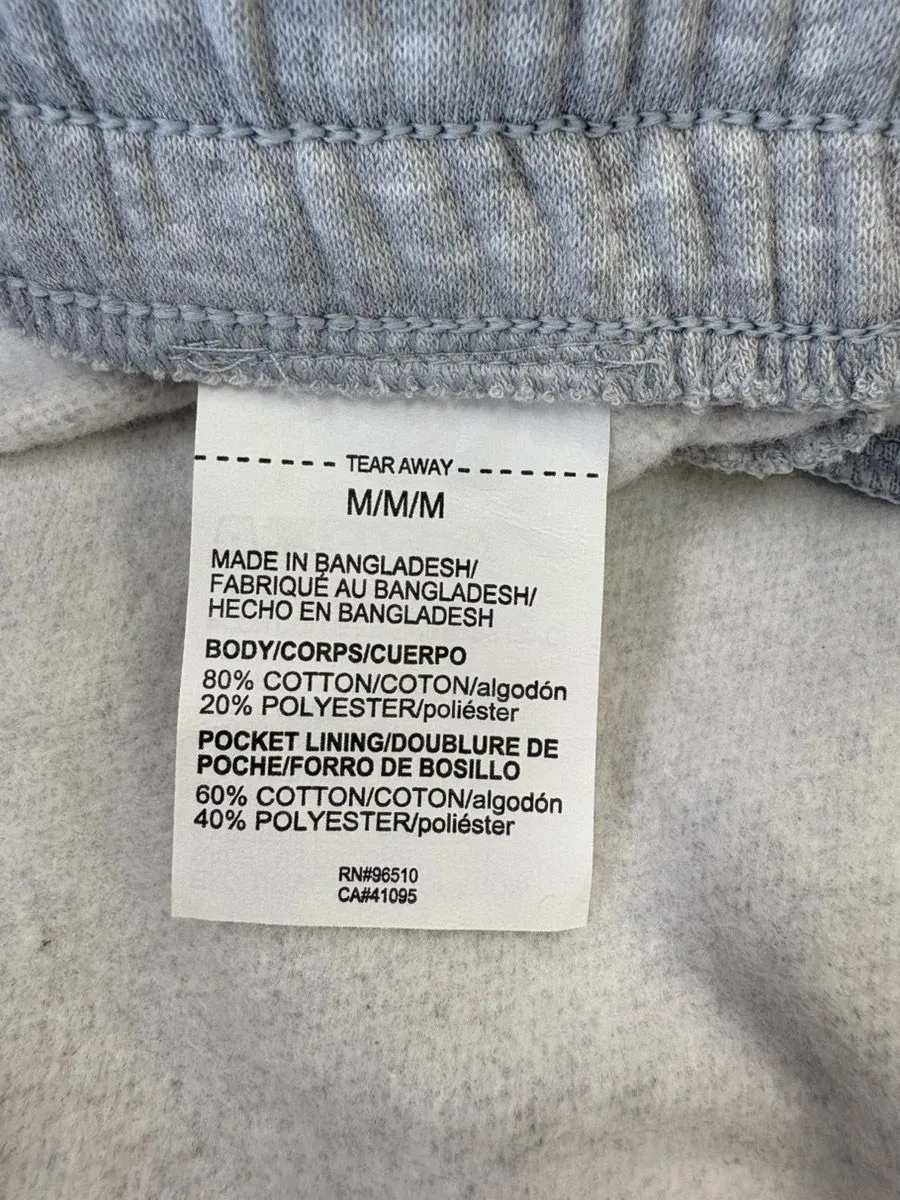 TEAR AWAY
M/M/M
MADE IN BANGLADESH/
FABRIQUÉ AU BANGLADESH/
HECHO EN BANGLADESH
BODY/CORPS/CUERPO
80% COTTON/COTON/algodón
20% POLYESTER/poliéster
POCKET LINING/DOUBLURE DE
POCHE/FORRO DE BOSILLO
60% COTTON/COTON/algodón
40% POLYESTER/poliéster
RN#96510
CA#41095